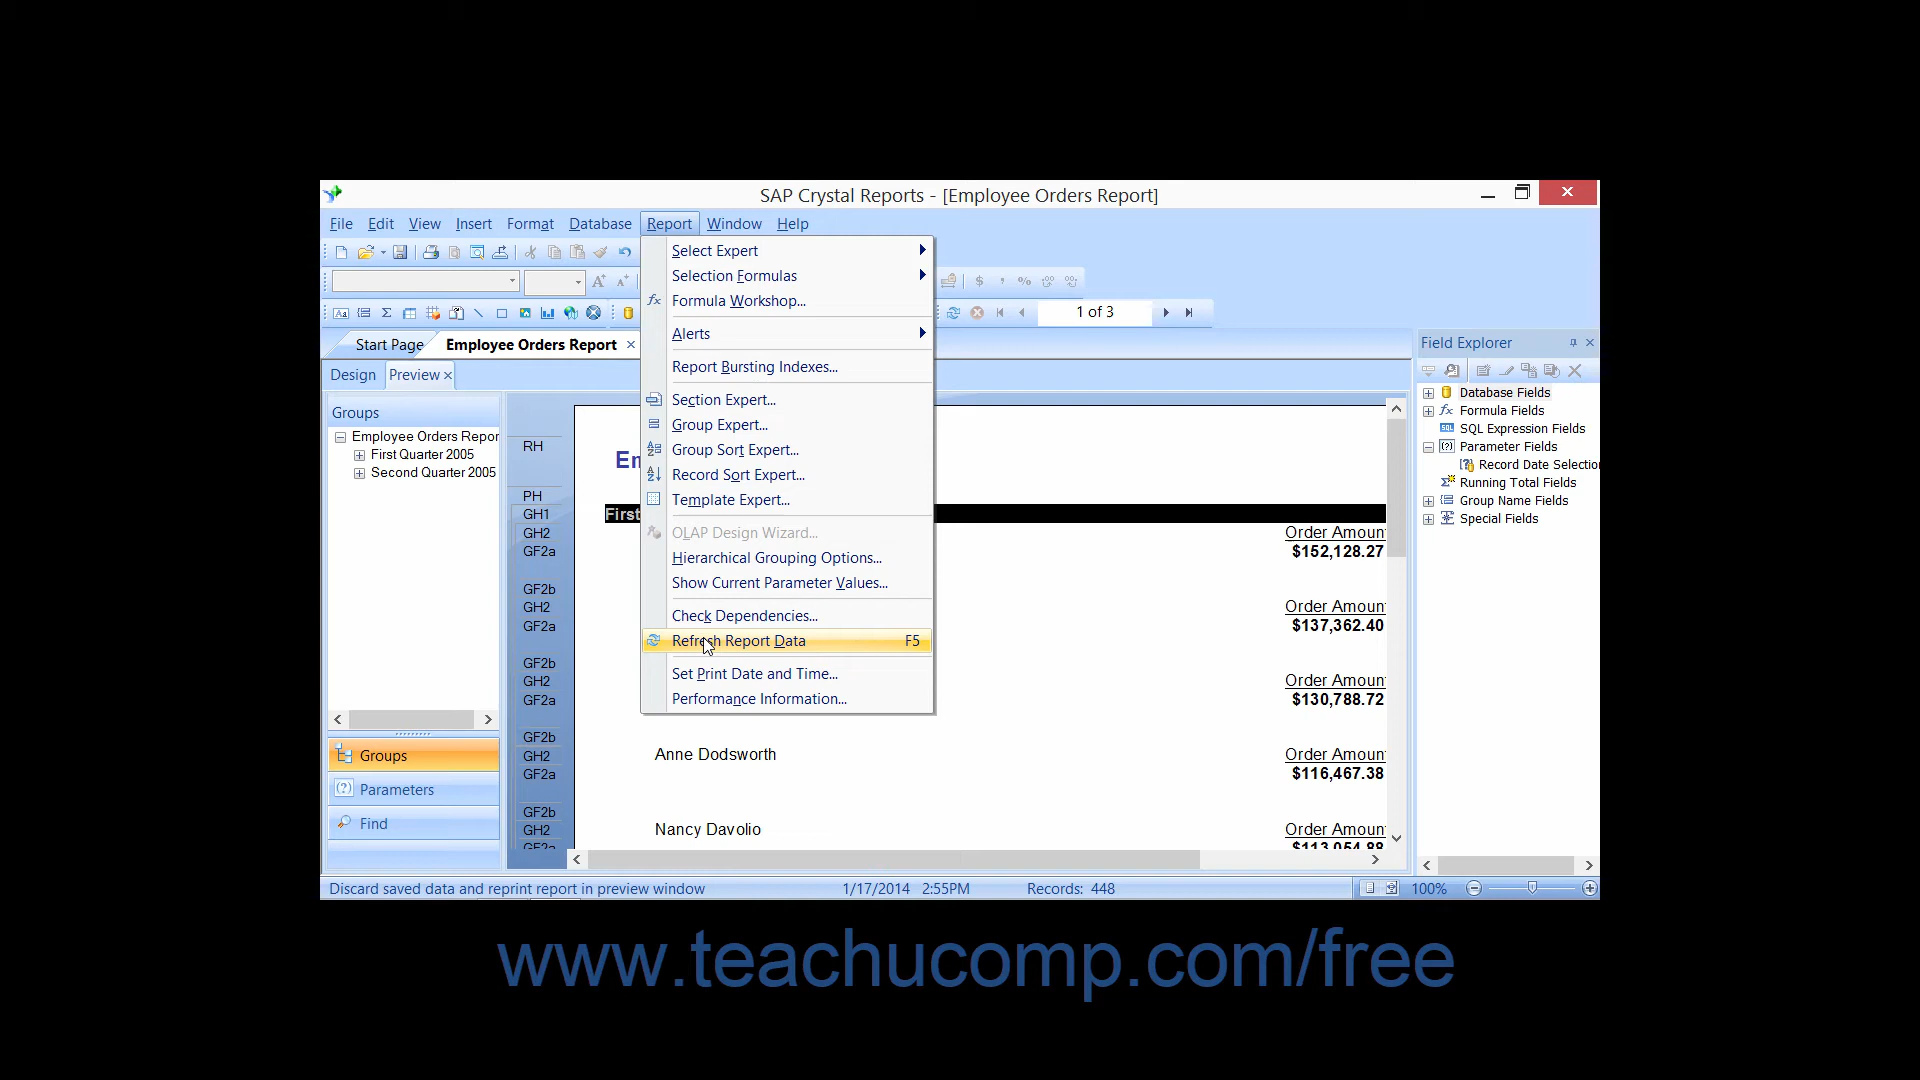 SAP Crystal Reports - [Employee Orders Report]
File Edit View Insert Format Database Report Window Help
1 of 3
Start Page Employee Orders Report
Design Preview
Groups
Employee Orders Repor
First Quarter 2005
Second Quarter 2005
Groups
Parameters
Find
RH
PH
GH1
GH2
GF2a
GF2b
GH2
GF2a
GF2b
GH2
GF2a
GF2b
GH2
GF2a
GF2b
GH2
GF2a
Select Expert
Selection Formulas
Formula Workshop...
Alerts
Report Bursting Indexes...
Section Expert...
Group Expert...
Group Sort Expert...
Record Sort Expert...
Template Expert...
OLAP Design Wizard...
Hierarchical Grouping Options...
Show Current Parameter Values...
Check Dependencies...
Refresh Report Data F5
Set Print Date and Time...
Performance Information...
Em
First
Order Amoun
$152,128.27
Order Amoun
$137,362.40
Order Amoun
$130,788.72
Anne Dodsworth Order Amoun
$116,467.38
Nancy Davolio Order Amoun
$113,054.88
Field Explorer
Database Fields
Formula Fields
SQL Expression Fields
Parameter Fields
Record Date Selectio
Running Total Fields
Group Name Fields
Special Fields
Discard saved data and reprint report in preview window 1/17/2014 2:55PM Records: 448 100%
www.teachucomp.com/free